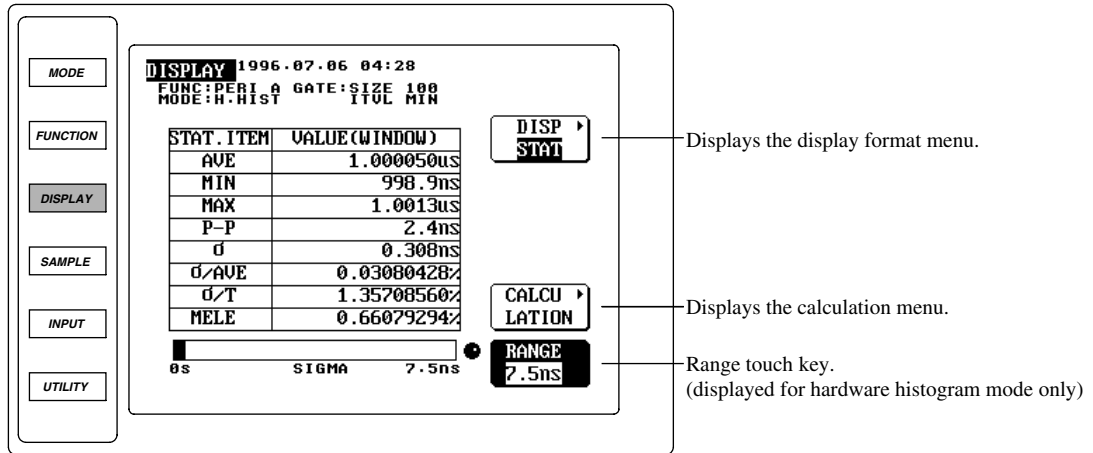 MODE
FUNCTION
DISPLAY
SAMPLE
INPUT
UTILITY
DISPLAY 1996.07.06 04:28
FUNC:PERI A GATE:SIZE 100
MODE:H.HIST ITVL MIN
STAT.ITEM VALUE(WINDOW)
AVE 1.000050us
MIN 998.9ns
MAX 1.0013us
P-P 2.4ns
σ 0.308ns
σ/AVE 0.03080428%
σ/T 1.35708560%
MELE 0.66079294%
0s SIGMA 7.5ns
DISP
STAT
CALCU
LATION
RANGE
7.5ns
Displays the display format menu.
Displays the calculation menu.
Range touch key.
(displayed for hardware histogram mode only)